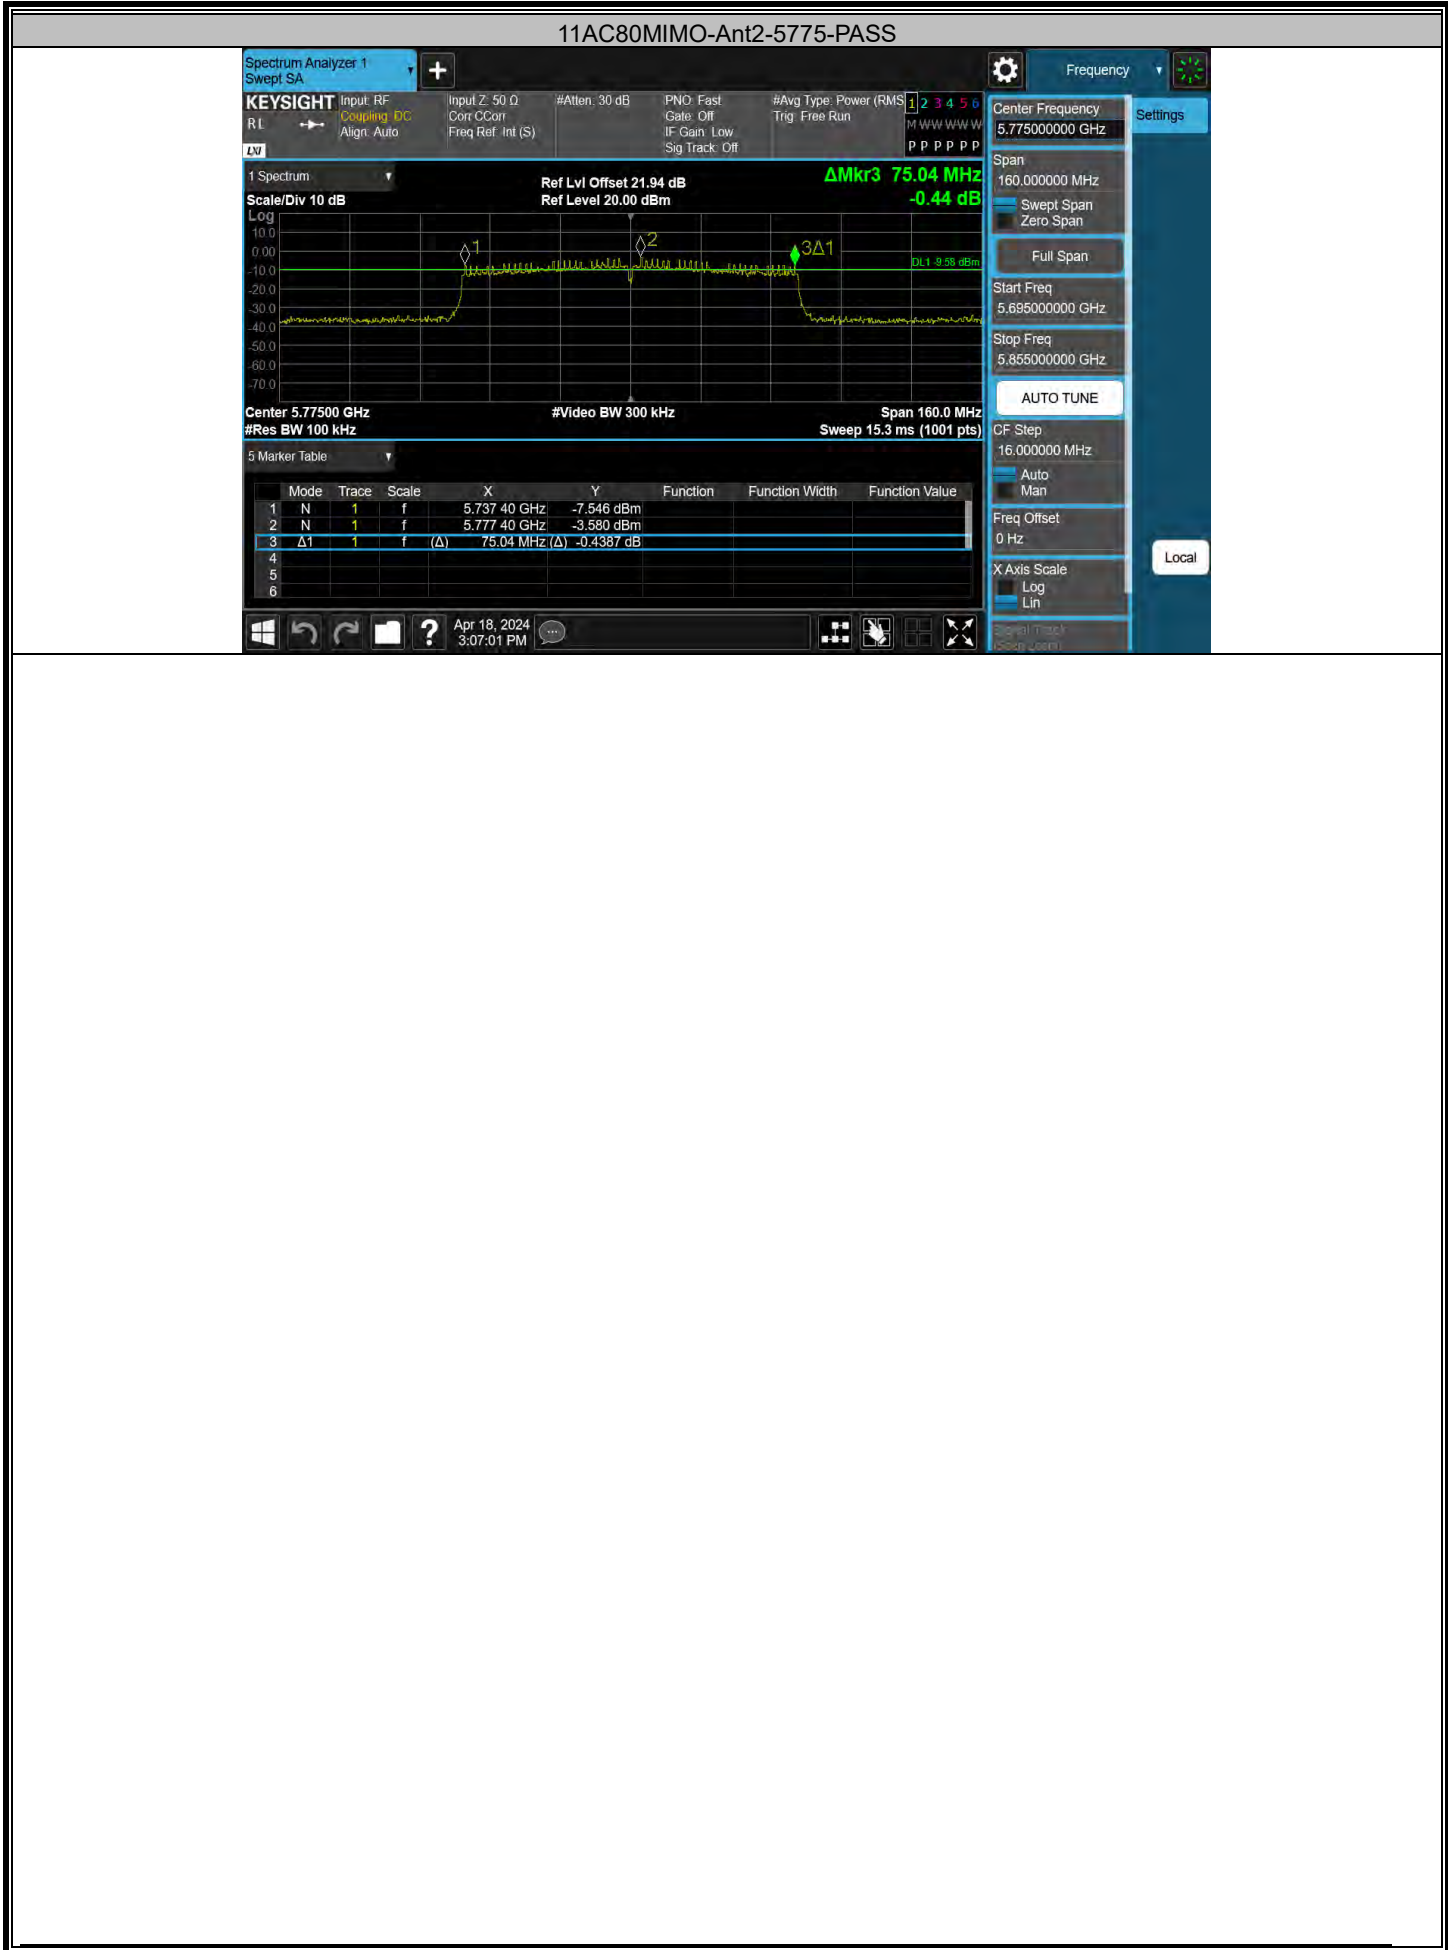 11AC80MIMO-Ant2-5775-PASS
Spectrum Analyzer 1
Swept SA
Frequency
KEYSIGHT
RL
LXI
Input: RF
Coupling: DC
Align: Auto
Input Z: 50 Ω
Corr CCorr
Freq Ref: Int (S)
#Atten: 30 dB
PNO: Fast
Gate: Off
IF Gain: Low
Sig Track: Off
#Avg Type: Power (RMS
Trig: Free Run
1 2 3 4 5 6
M W W W W W
P P P P P P
Center Frequency
5.775000000 GHz
Settings
Span
160.000000 MHz
Swept Span
Zero Span
Full Span
Start Freq
5.695000000 GHz
Stop Freq
5.855000000 GHz
AUTO TUNE
CF Step
16.000000 MHz
Auto
Man
Freq Offset
0 Hz
X Axis Scale
Log
Lin
Signal Track
(Span Zoom)
Local
1 Spectrum
Scale/Div 10 dB
Ref Lvl Offset 21.94 dB
Ref Level 20.00 dBm
ΔMkr3 75.04 MHz
-0.44 dB
Log
10.0
0.00
-10.0
-20.0
-30.0
-40.0
-50.0
-60.0
-70.0
1
2
3Δ1
DL1 -9.58 dBm
Center 5.77500 GHz
#Video BW 300 kHz
Span 160.0 MHz
#Res BW 100 kHz
Sweep 15.3 ms (1001 pts)
5 Marker Table
Mode Trace Scale X Y Function Function Width Function Value
1 N 1 f 5.737 40 GHz -7.546 dBm
2 N 1 f 5.777 40 GHz -3.580 dBm
3 Δ1 1 f (Δ) 75.04 MHz (Δ) -0.4387 dB
4
5
6
?
Apr 18, 2024
3:07:01 PM